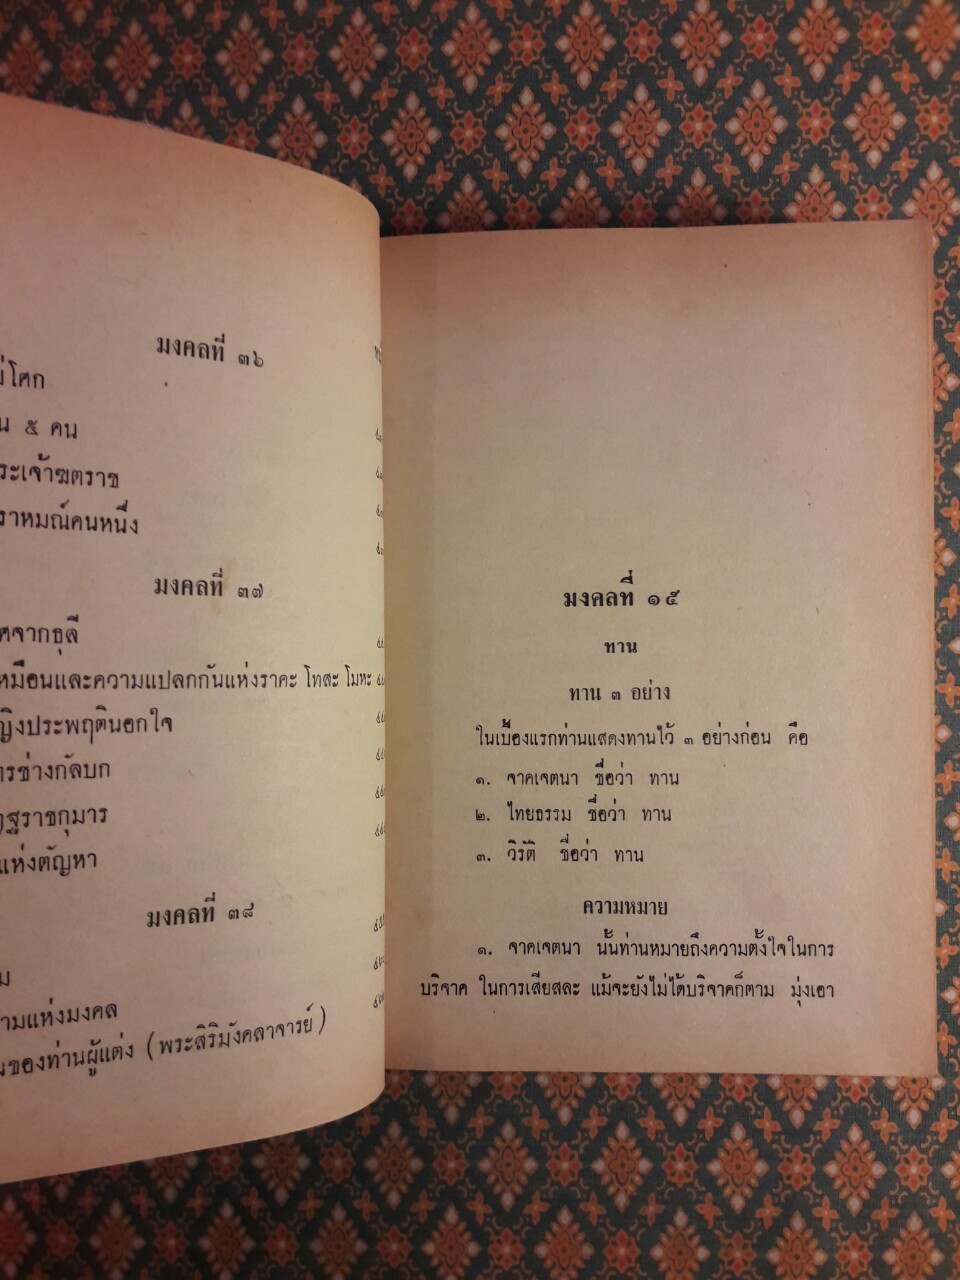 มงคลที่ ๓๖
โศก
๕ คน
ระเจ้าฆตราช
ราหมณ์คนหนึ่ง
มงคลที่ ๓๗
จากธุลี
เหมือนและความแปลกกันแห่งราคะ โทสะ โมหะ
ญิงประพฤตินอกใจ
ารช่างกัลบก
ฏฐราชกุมาร
แห่งตัญหา
มงคลที่ ๓๘
ามแห่งมงคล
ของท่านผู้แต่ง (พระสิริมังคลาจารย์)
มงคลที่ ๑๕
ทาน
ทาน ๓ อย่าง
ในเบื้องแรกท่านแสดงทานไว้ ๓ อย่างก่อน คือ
๑. จาคเจตนา ชื่อว่า ทาน
๒. ไทยธรรม ชื่อว่า ทาน
๓. วิรัติ ชื่อว่า ทาน
ความหมาย
๑. จาคเจตนา นั้นท่านหมายถึงความตั้งใจในการ
บริจาค ในการเสียสละ แม้จะยังไม่ได้บริจาคก็ตาม มุ่งเอา